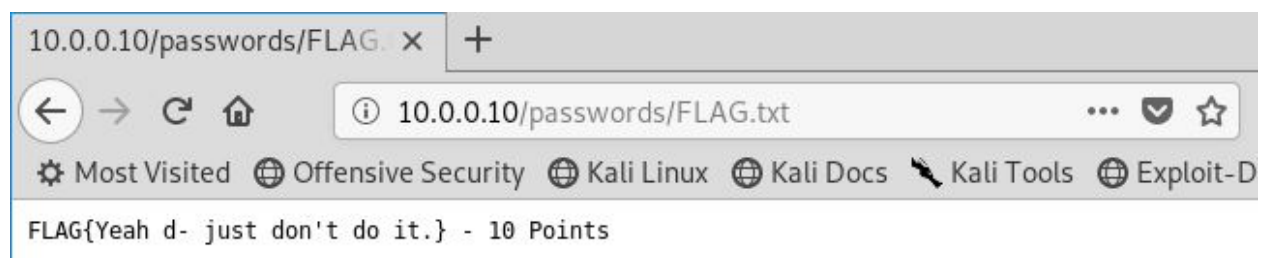 10.0.0.10/passwords/FLAG.
10.0.0.10/passwords/FLAG.txt
Most Visited Offensive Security Kali Linux Kali Docs Kali Tools Exploit-D
FLAG{Yeah d- just don't do it.} - 10 Points